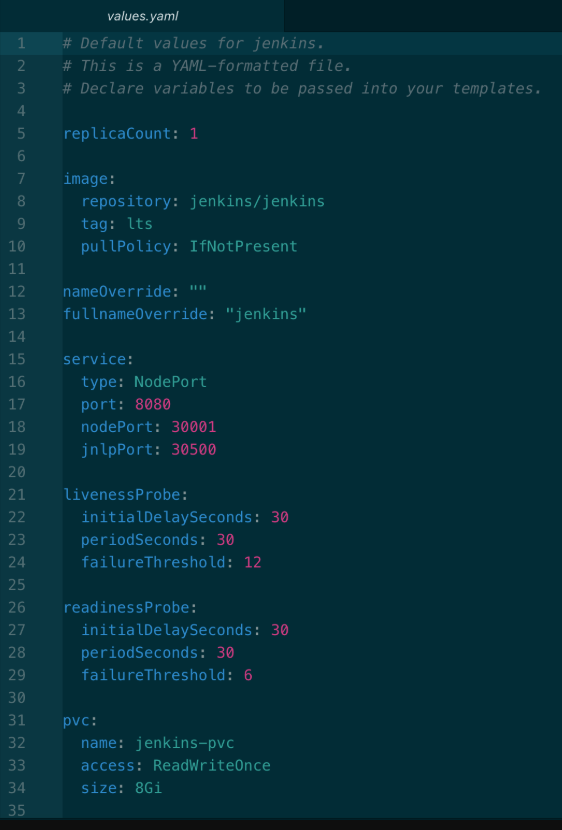 values.yaml
1 # Default values for jenkins.
2 # This is a YAML-formatted file.
3 # Declare variables to be passed into your templates.
4
5 replicaCount: 1
6
7 image:
8   repository: jenkins/jenkins
9   tag: lts
10   pullPolicy: IfNotPresent
11
12 nameOverride: ""
13 fullnameOverride: "jenkins"
14
15 service:
16   type: NodePort
17   port: 8080
18   nodePort: 30001
19   jnlpPort: 30500
20
21 livenessProbe:
22   initialDelaySeconds: 30
23   periodSeconds: 30
24   failureThreshold: 12
25
26 readinessProbe:
27   initialDelaySeconds: 30
28   periodSeconds: 30
29   failureThreshold: 6
30
31 pvc:
32   name: jenkins-pvc
33   access: ReadWriteOnce
34   size: 8Gi
35